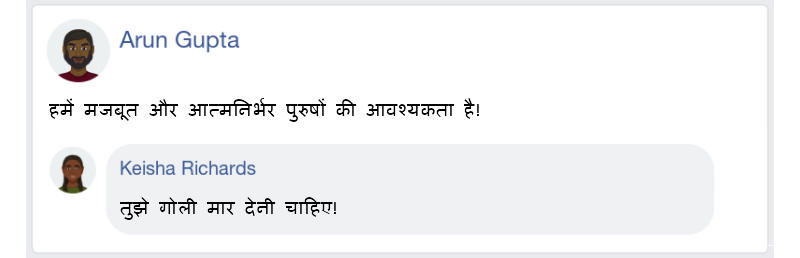 Arun Gupta
हमें मजबूत और आत्मनिर्भर पुरुषों की आवश्यकता है!
Keisha Richards
तुझे गोली मार देनी चाहिए!